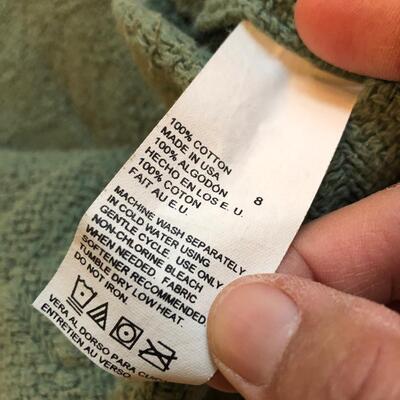 100% COTTON
MADE IN USA
100% ALGODÓN
HECHO EN LOS E. U.
100% COTON
FAIT AU E.U.
8
MACHINE WASH SEPARATELY
IN COLD WATER USING
GENTLE CYCLE. USE ONLY
NON-CHLORINE BLEACH
WHEN NEEDED. FABRIC
SOFTENER RECOMMENDED
TUMBLE DRY LOW HEAT.
DO NOT IRON.
VERA AL DORSO PARA
ENTRETIEN AU VERSO